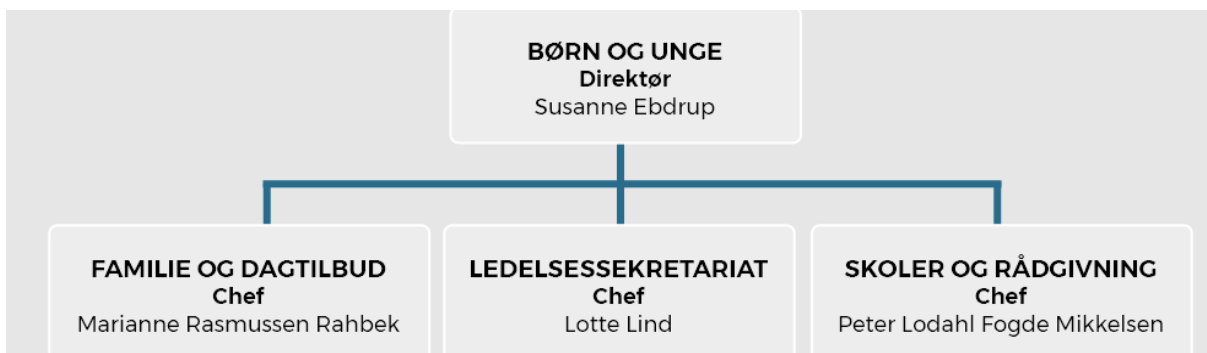 BØRN OG UNGE
Direktør
Susanne Ebdrup
FAMILIE OG DAGTILBUD
Chef
Marianne Rasmussen Rahbek
LEDELSESSEKRETARIAT
Chef
Lotte Lind
SKOLER OG RÅDGIVNING
Chef
Peter Lodahl Fogde Mikkelsen